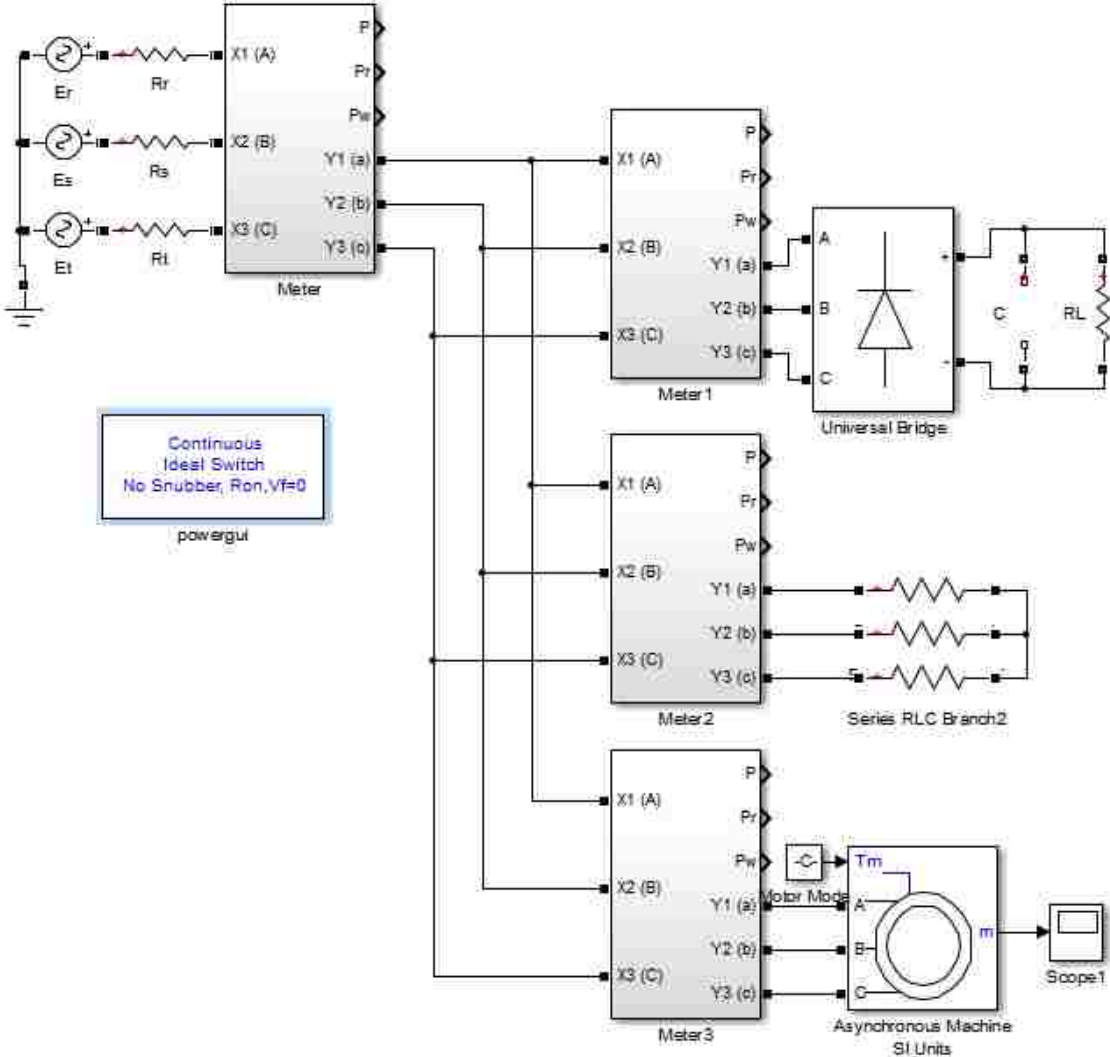 Er
Rr
Es
Rs
Et
Rt
X1 (A)
X2 (B)
X3 (C)
P
Pr
Pw
Y1 (a)
Y2 (b)
Y3 (c)
Meter
X1 (A)
X2 (B)
X3 (C)
P
Pr
Pw
Y1 (a)
Y2 (b)
Y3 (c)
Meter1
A
B
C
+
-
Universal Bridge
C
RL
Continuous
Ideal Switch
No Snubber, Ron,Vf=0
powergui
X1 (A)
X2 (B)
X3 (C)
P
Pr
Pw
Y1 (a)
Y2 (b)
Y3 (c)
Meter2
Series RLC Branch2
X1 (A)
X2 (B)
X3 (C)
P
Pr
Pw
Y1 (a)
Y2 (b)
Y3 (c)
Meter3
-C-
Motor Mode
Tm
A
B
C
m
Asynchronous Machine
SI Units
Scope1